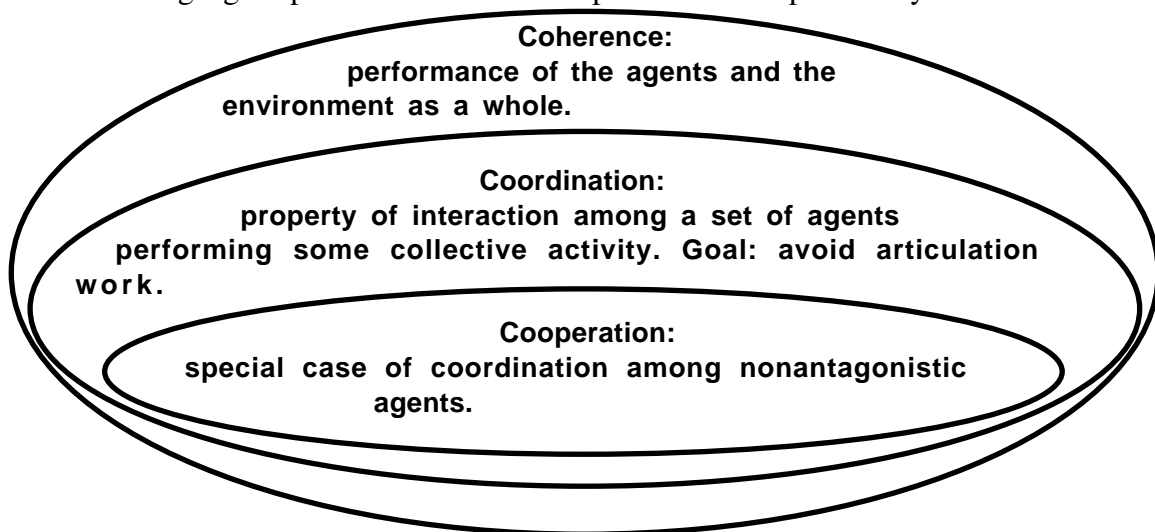 Coherence:
performance of the agents and the
environment as a whole.
Coordination:
property of interaction among a set of agents
performing some collective activity. Goal: avoid articulation
work.
Cooperation:
special case of coordination among nonantagonistic
agents.